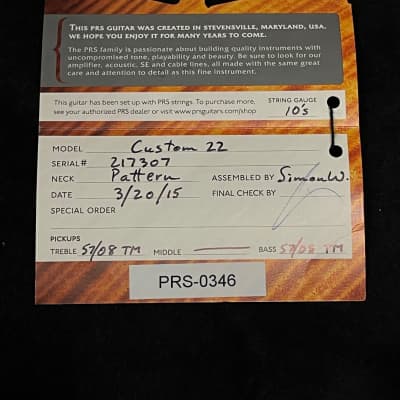 THIS PRS GUITAR WAS CREATED IN STEVENSVILLE, MARYLAND, USA.
WE HOPE YOU ENJOY IT FOR MANY YEARS TO COME.
The PRS family is passionate about building quality instruments with
uncompromised tone, playability and beauty. Be sure to look for our
amplifier, acoustic, SE and cable lines, all made with the same great
care and attention to detail as this fine instrument.
This guitar has been set up with PRS strings. To purchase more,
see your authorized PRS dealer or visit www.prsguitars.com/shop
STRING GAUGE
10's
MODEL Custom 22
SERIAL# 217307
NECK Pattern ASSEMBLED BY Simon W.
DATE 3/20/15 FINAL CHECK BY
SPECIAL ORDER
PICKUPS
TREBLE 57/08 TM MIDDLE — BASS 57/08 TM
PRS-0346